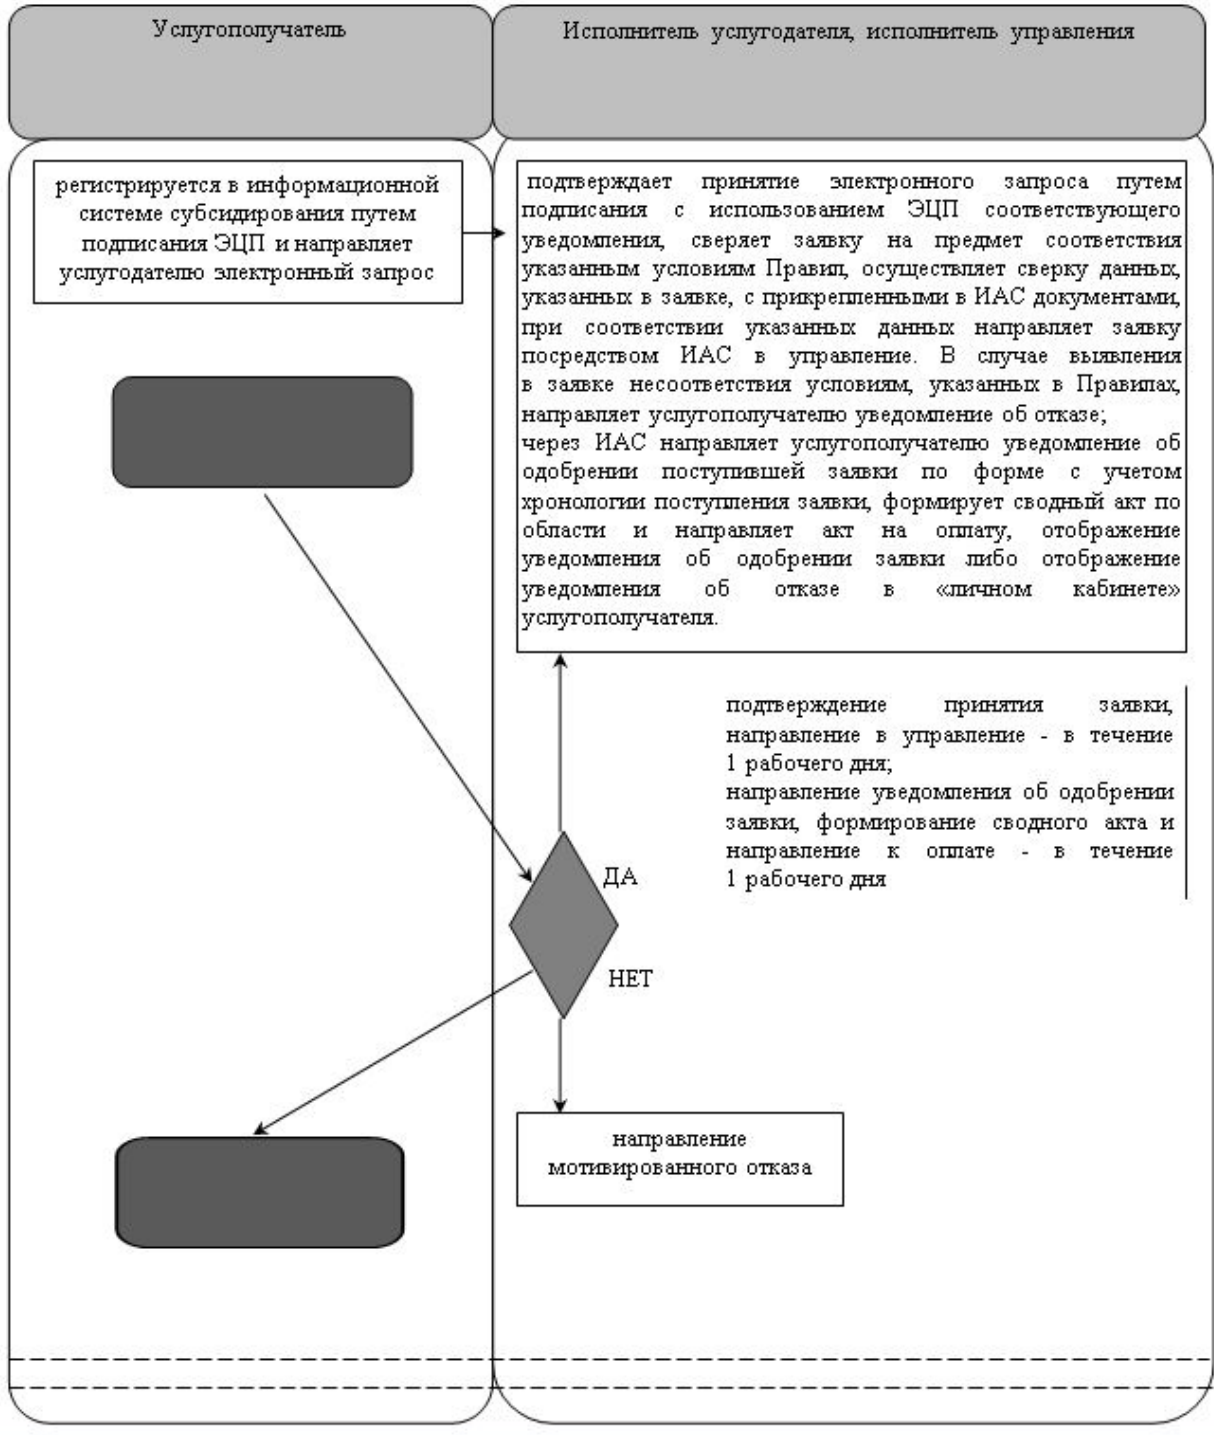 Услугополучатель
Исполнитель услугодателя, исполнитель управления
регистрируется в информационной
системе субсидирования путем
подписания ЭЦП и направляет
услугодателю электронный запрос
подтверждает принятие электронного запроса путем
подписания с использованием ЭЦП соответствующего
уведомления, сверяет заявку на предмет соответствия
указанным условиям Правил, осуществляет сверку данных,
указанных в заявке, с прикрепленными в ИАС документами,
при соответствии указанных данных направляет заявку
посредством ИАС в управление. В случае выявления
в заявке несоответствия условиям, указанных в Правилах,
направляет услугополучателю уведомление об отказе;
через ИАС направляет услугополучателю уведомление об
одобрении поступившей заявки по форме с учетом
хронологии поступления заявки, формирует сводный акт по
области и направляет акт на оплату, отображение
уведомления об одобрении заявки либо отображение
уведомления об отказе в «личном кабинете»
услугополучателя.
подтверждение принятия заявки,
направление в управление - в течение
1 рабочего дня;
направление уведомления об одобрении
заявки, формирование сводного акта и
направление к оплате - в течение
1 рабочего дня
ДА
НЕТ
направление
мотивированного отказа